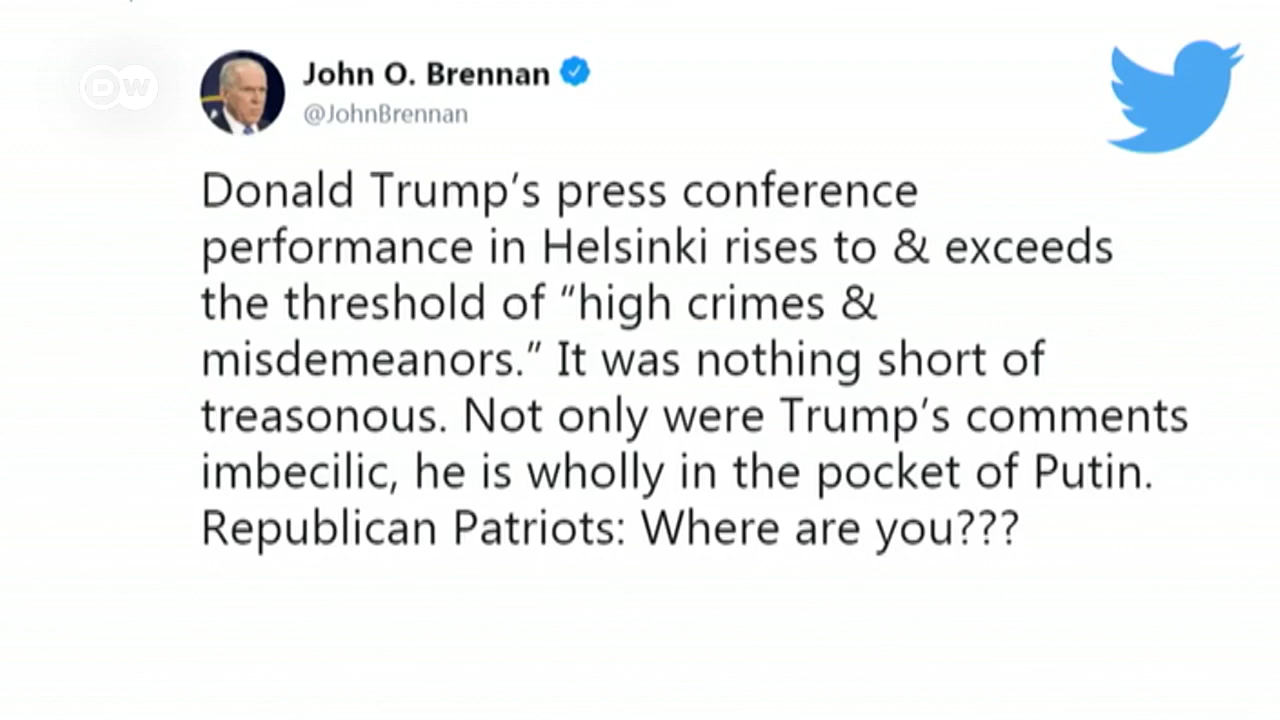 DW
John O. Brennan
@JohnBrennan
Donald Trump’s press conference
performance in Helsinki rises to & exceeds
the threshold of “high crimes &
misdemeanors.” It was nothing short of
treasonous. Not only were Trump’s comments
imbecilic, he is wholly in the pocket of Putin.
Republican Patriots: Where are you???